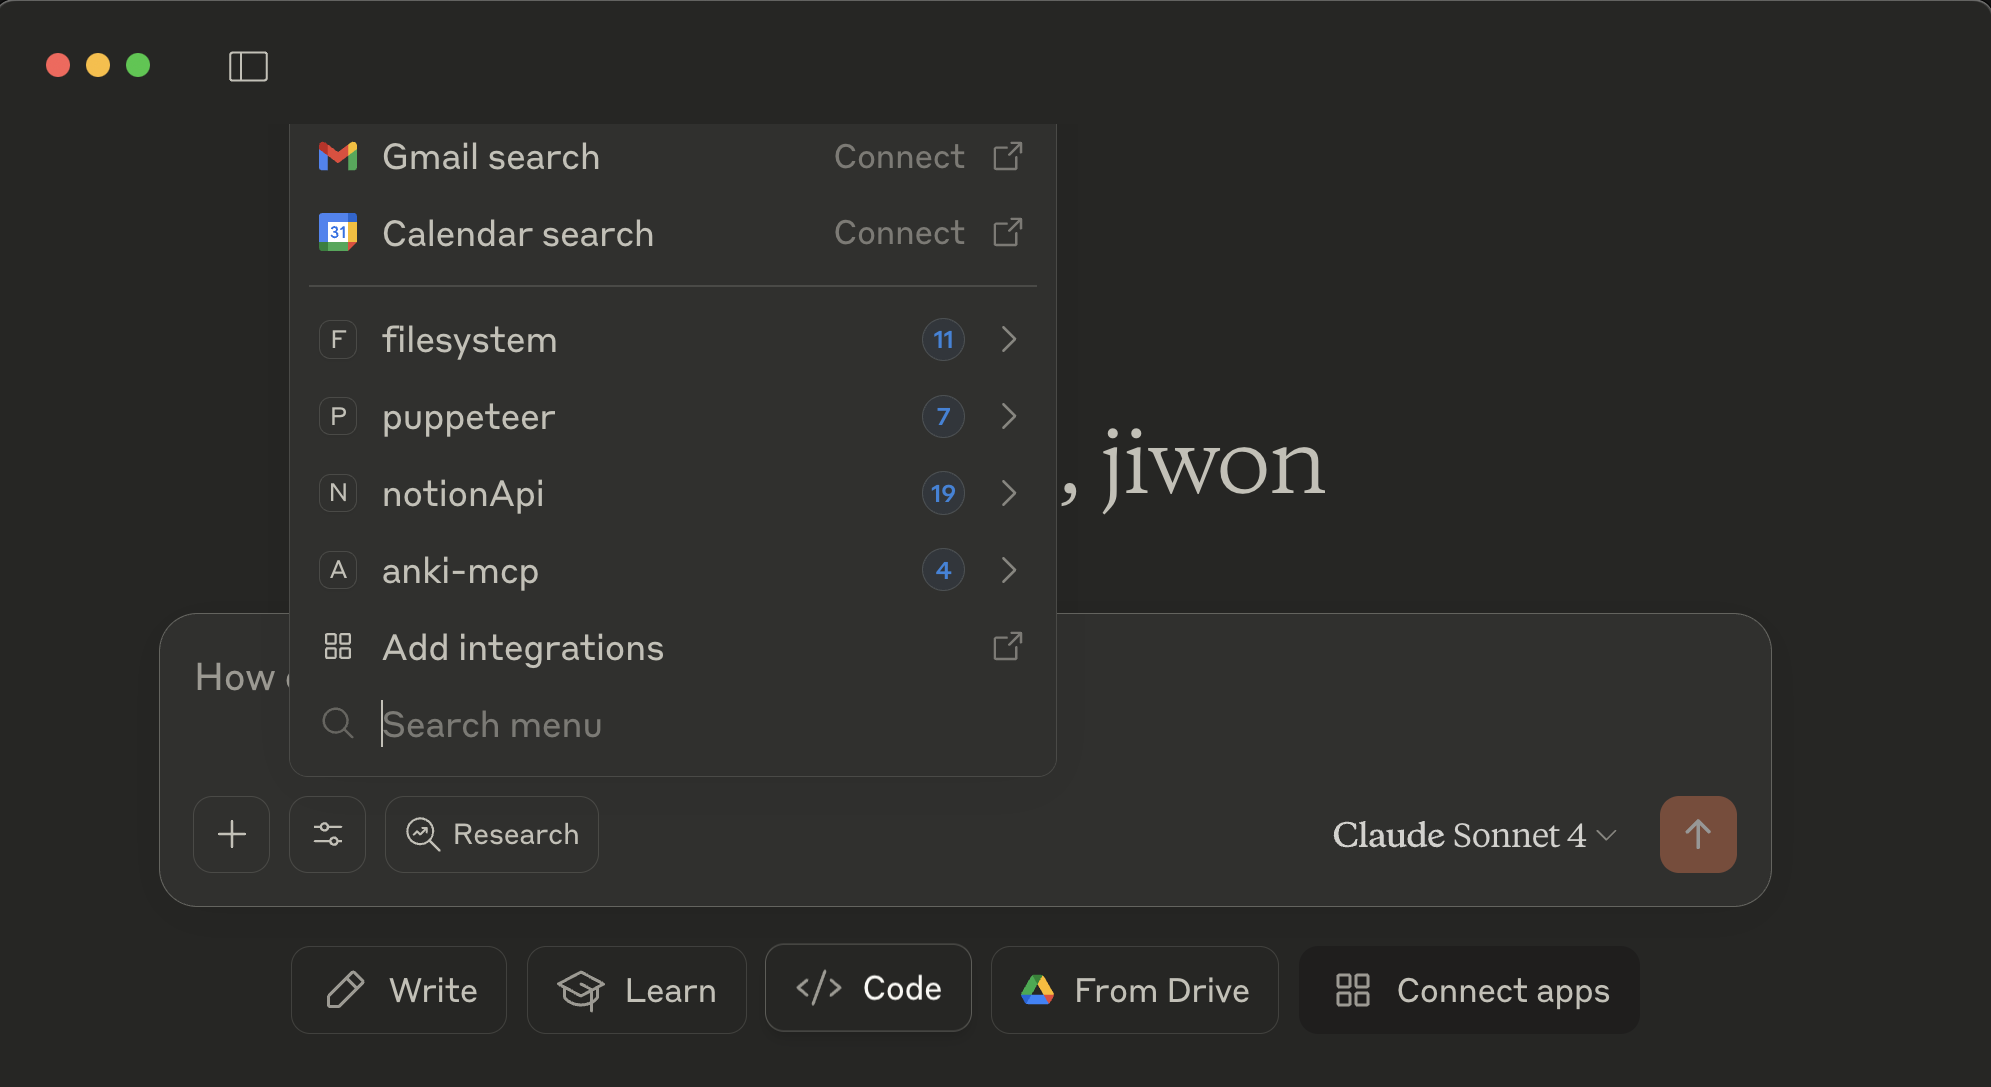 Gmail search Connect
31
Calendar search Connect
F filesystem 11
P puppeteer 7
N notionApi 19
A anki-mcp 4
, jiwon
Add integrations
How
Search menu
Research
Claude Sonnet 4
Write
Learn
</> Code
From Drive
Connect apps